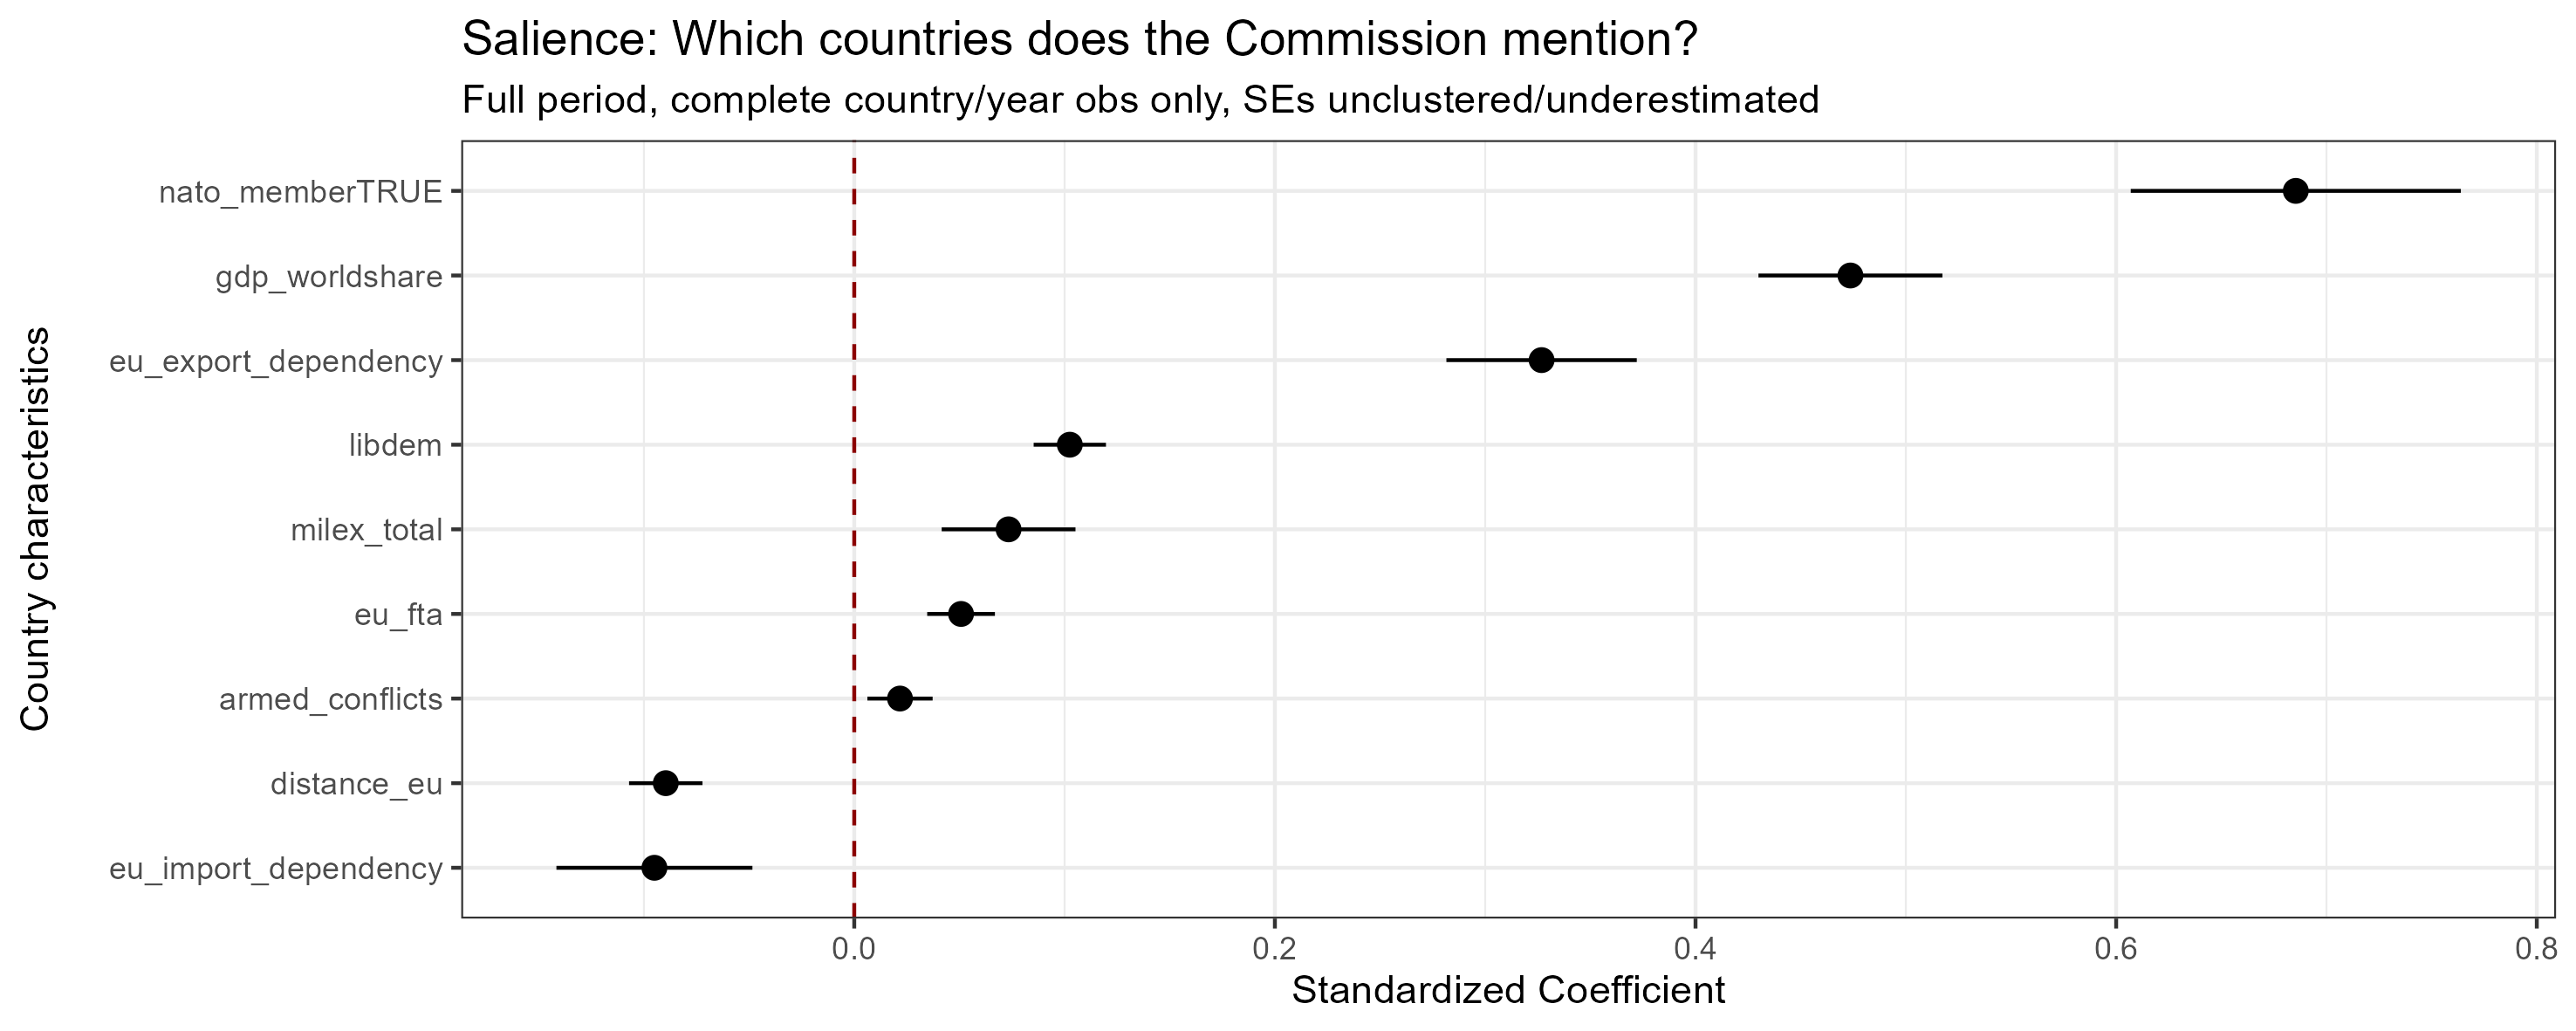 Salience: Which countries does the Commission mention?
Full period, complete country/year obs only, SEs unclustered/underestimated
Country characteristics
nato_memberTRUE
gdp_worldshare
eu_export_dependency
libdem
milex_total
eu_fta
armed_conflicts
distance_eu
eu_import_dependency
0.0 0.2 0.4 0.6 0.8
Standardized Coefficient